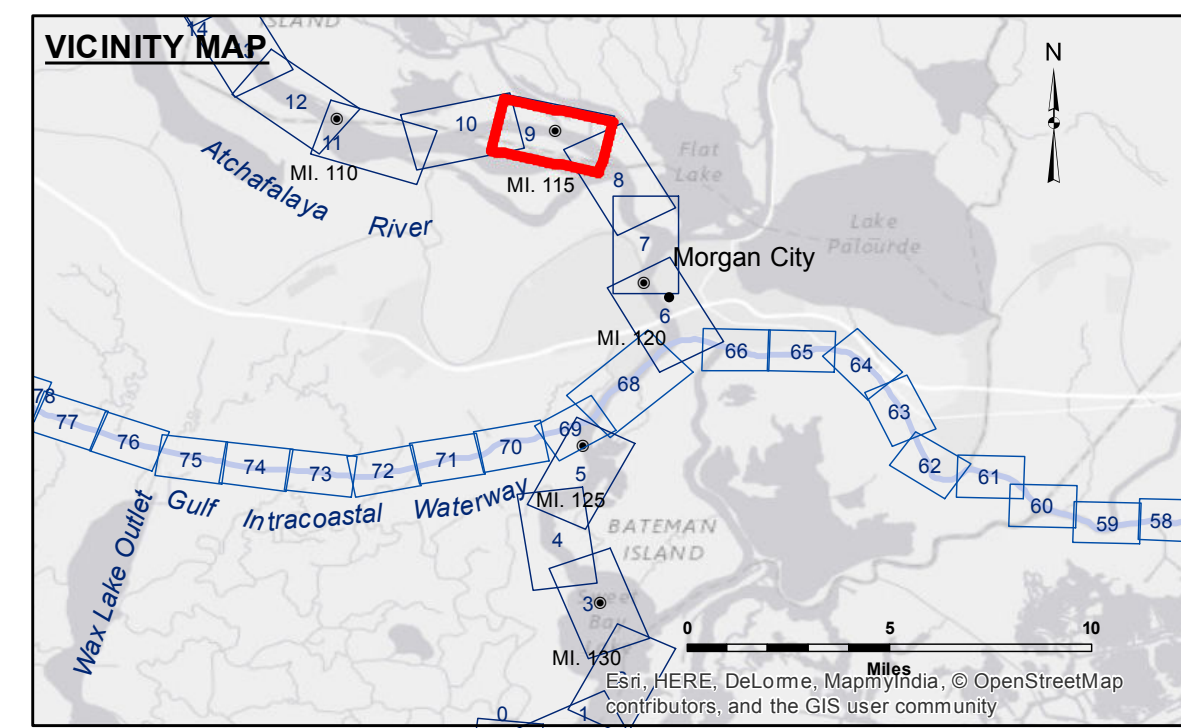 VICINITY MAP
ISLAND
N
14
13
12
11
10
9
8
7
6
MI. 110
MI. 115
Atchafalaya River
Flat
Lake
Lake
Palourde
Morgan City
MI. 120
66
65
64
63
62
61
60
59
58
68
69
70
71
72
73
74
75
76
77
78
5
MI. 125
Gulf Intracoastal Waterway
Wax Lake Outlet
4
BATEMAN
ISLAND
3
Sweet
Bay
MI. 130
1
0
0 5 10
Miles
Esri, HERE, DeLorme, MapmyIndia, © OpenStreetMap
contributors, and the GIS user community